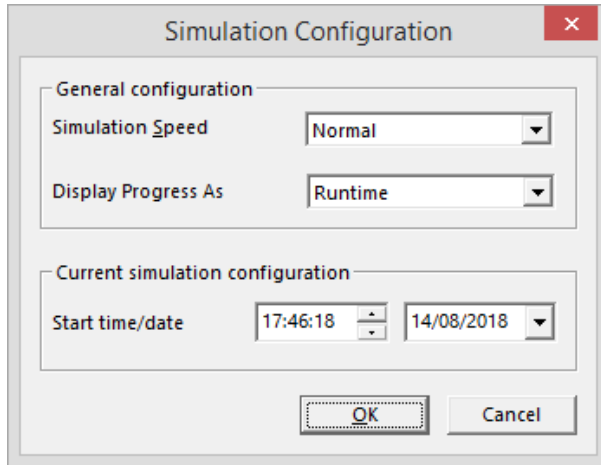 Simulation Configuration
General configuration
Simulation Speed Normal
Display Progress As Runtime
Current simulation configuration
Start time/date 17:46:18 14/08/2018
OK Cancel